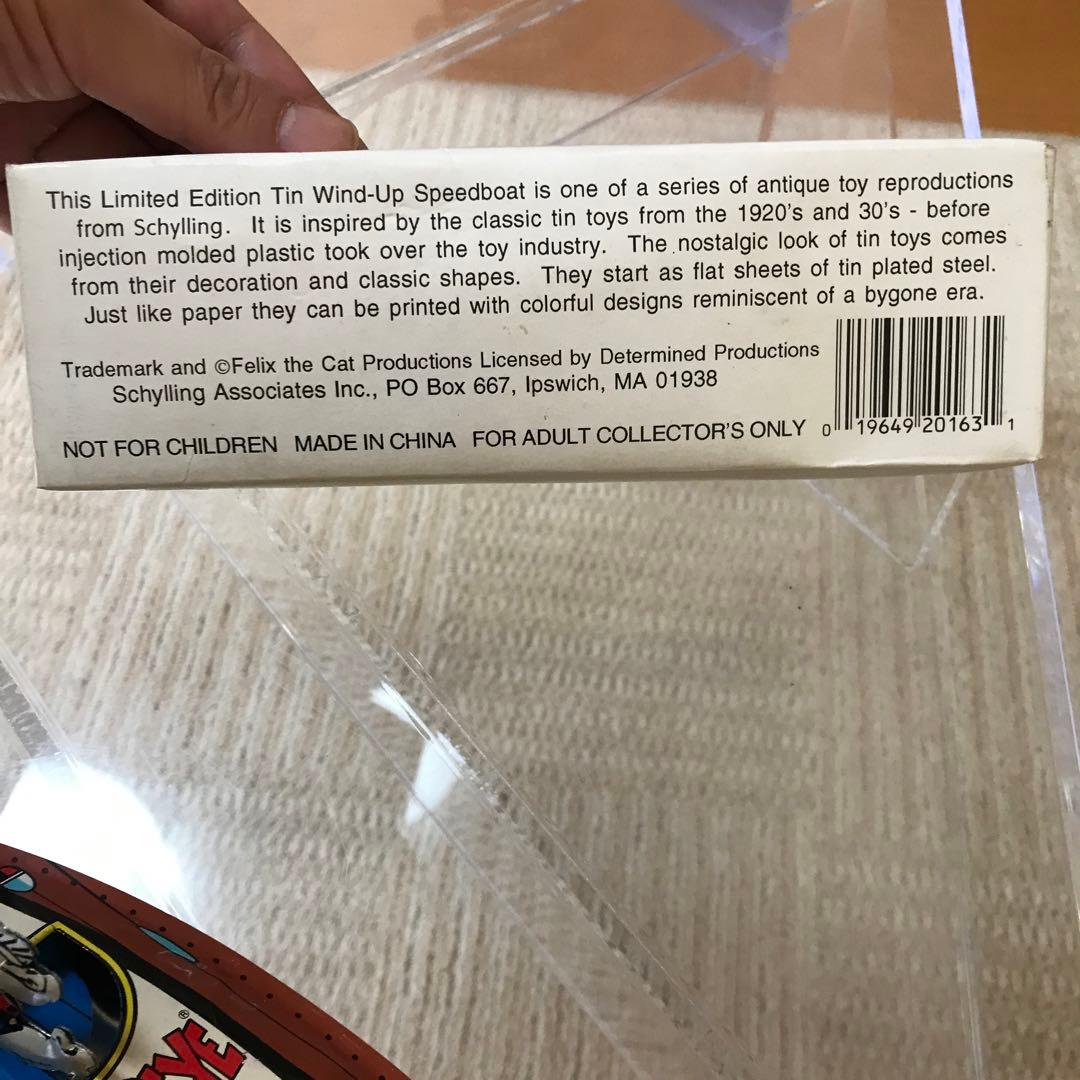 This Limited Edition Tin Wind-Up Speedboat is one of a series of antique toy reproductions
from Schylling. It is inspired by the classic tin toys from the 1920's and 30's - before
injection molded plastic took over the toy industry. The nostalgic look of tin toys comes
from their decoration and classic shapes. They start as flat sheets of tin plated steel.
Just like paper they can be printed with colorful designs reminiscent of a bygone era.
Trademark and ©Felix the Cat Productions Licensed by Determined Productions
Schylling Associates Inc., PO Box 667, Ipswich, MA 01938
NOT FOR CHILDREN MADE IN CHINA FOR ADULT COLLECTOR'S ONLY
0 19649 20163 1
YE®